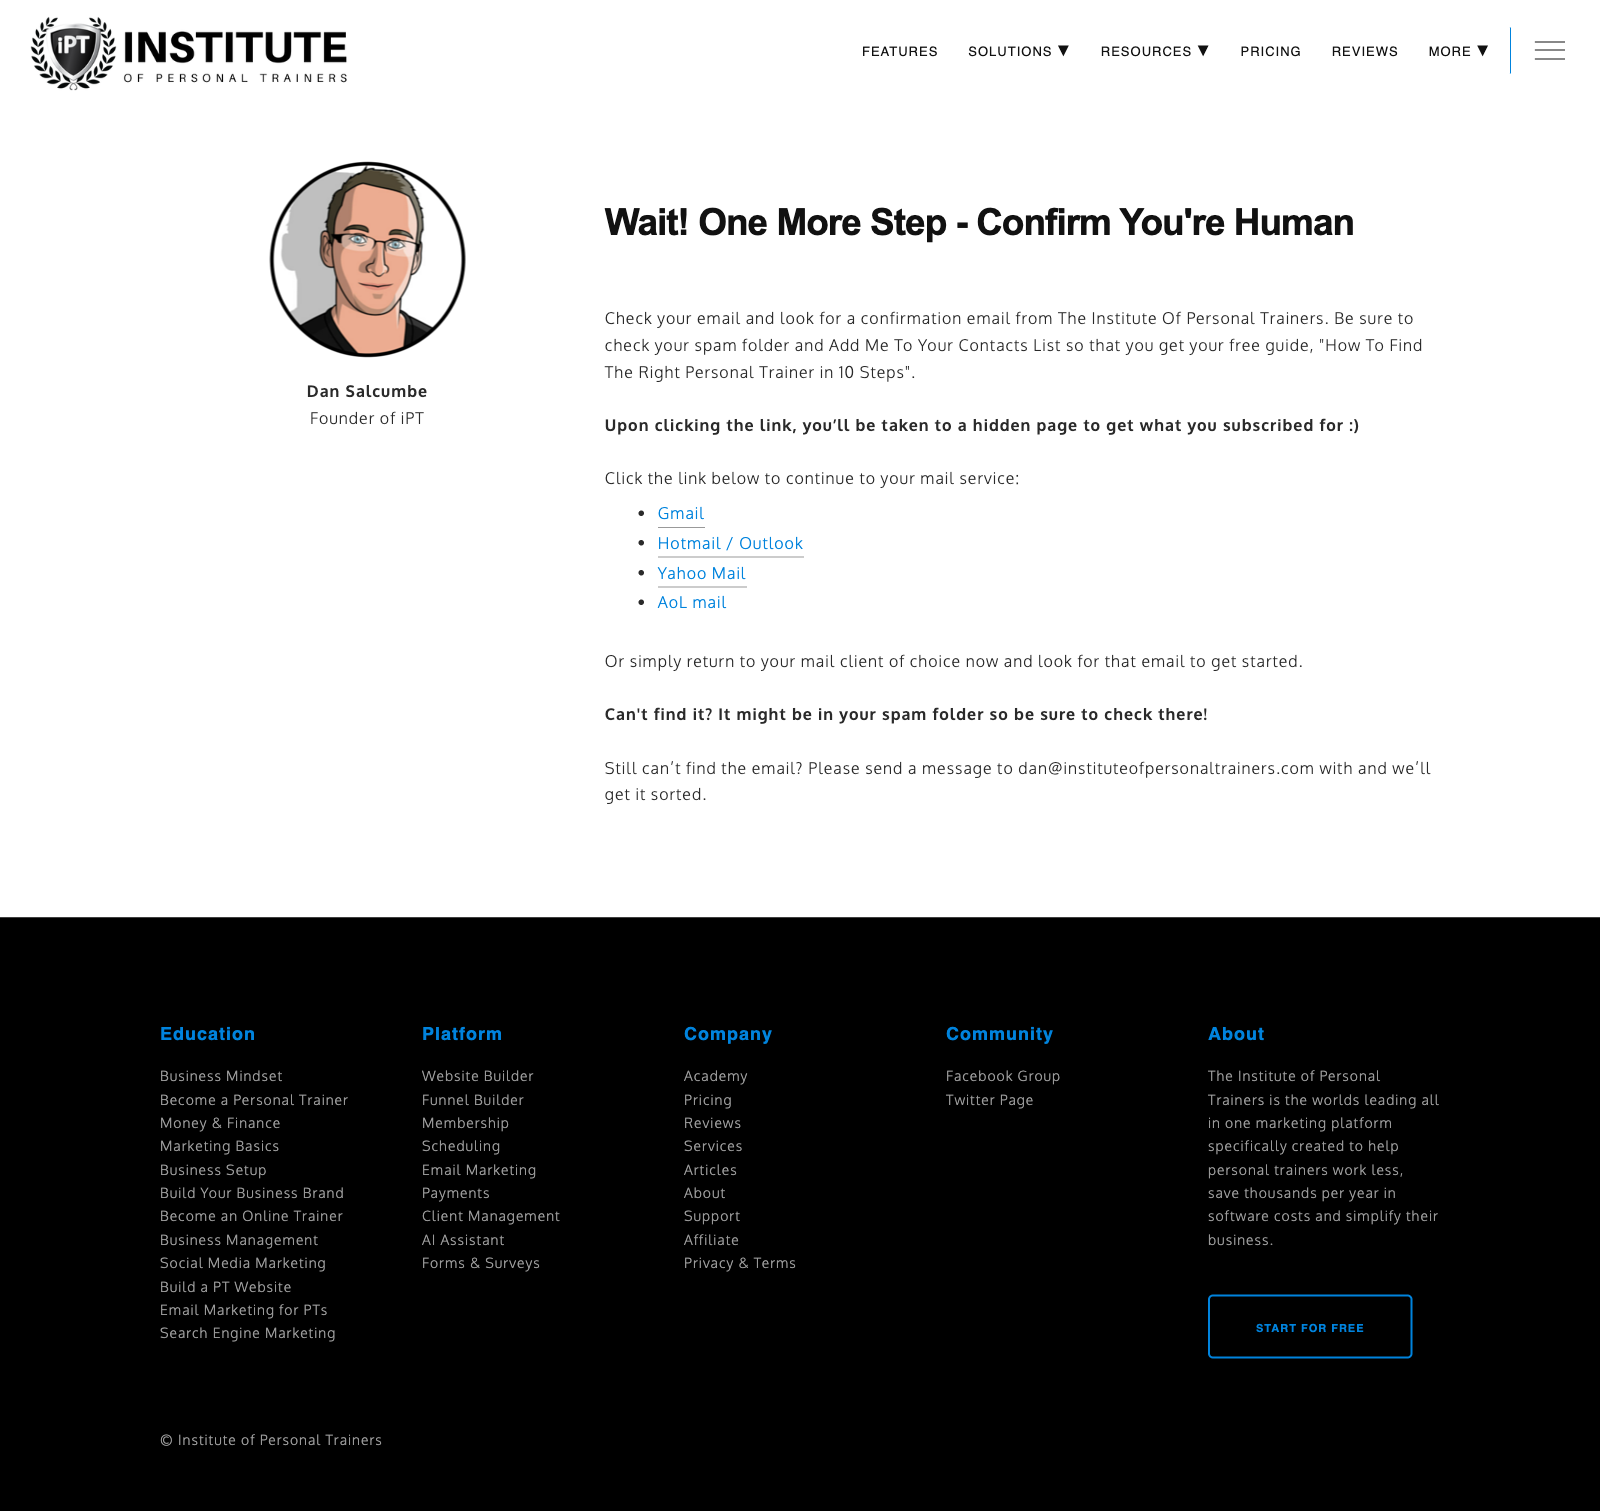 iPT INSTITUTE
OF PERSONAL TRAINERS
FEATURES SOLUTIONS ▼ RESOURCES ▼ PRICING REVIEWS MORE ▼
Wait! One More Step - Confirm You're Human
Dan Salcumbe
Founder of iPT
Check your email and look for a confirmation email from The Institute Of Personal Trainers. Be sure to
check your spam folder and Add Me To Your Contacts List so that you get your free guide, "How To Find
The Right Personal Trainer in 10 Steps".
Upon clicking the link, you’ll be taken to a hidden page to get what you subscribed for :)
Click the link below to continue to your mail service:
• Gmail
• Hotmail / Outlook
• Yahoo Mail
• AoL mail
Or simply return to your mail client of choice now and look for that email to get started.
Can't find it? It might be in your spam folder so be sure to check there!
Still can’t find the email? Please send a message to dan@instituteofpersonaltrainers.com with and we’ll
get it sorted.
Education
Business Mindset
Become a Personal Trainer
Money & Finance
Marketing Basics
Business Setup
Build Your Business Brand
Become an Online Trainer
Business Management
Social Media Marketing
Build a PT Website
Email Marketing for PTs
Search Engine Marketing
Platform
Website Builder
Funnel Builder
Membership
Scheduling
Email Marketing
Payments
Client Management
AI Assistant
Forms & Surveys
Company
Academy
Pricing
Reviews
Services
Articles
About
Support
Affiliate
Privacy & Terms
Community
Facebook Group
Twitter Page
About
The Institute of Personal
Trainers is the worlds leading all
in one marketing platform
specifically created to help
personal trainers work less,
save thousands per year in
software costs and simplify their
business.
START FOR FREE
© Institute of Personal Trainers